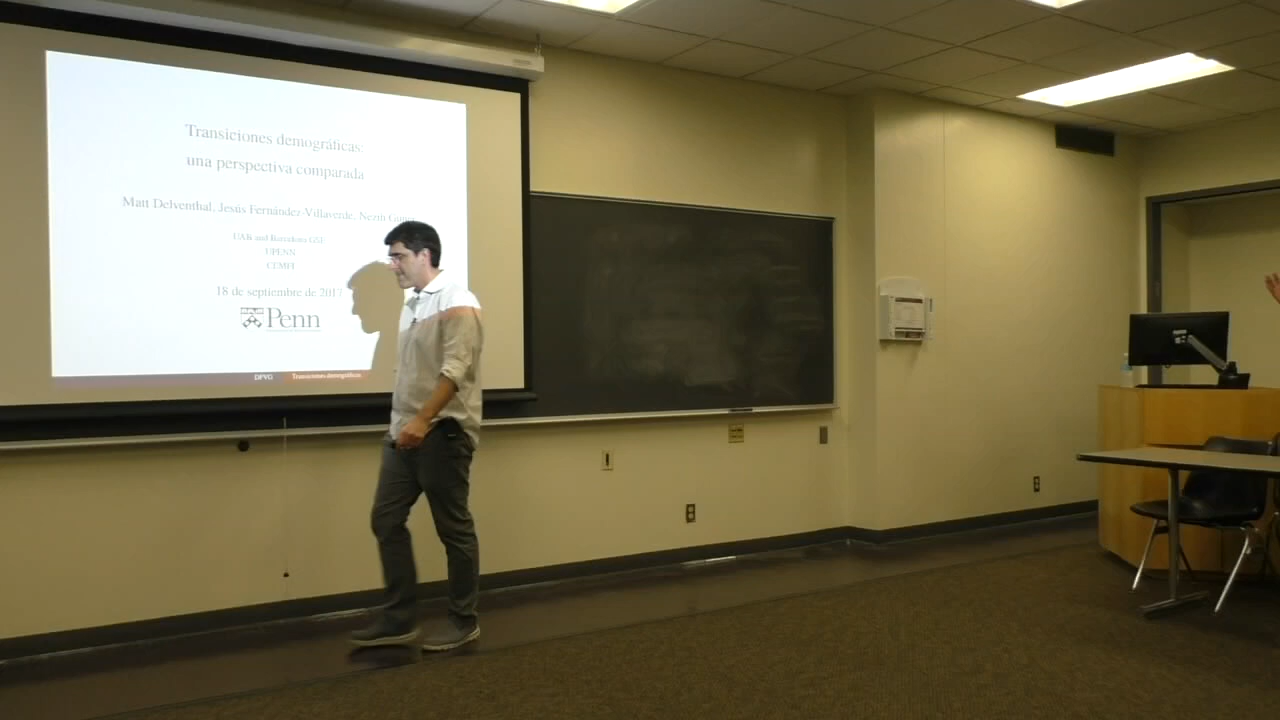 Transiciones demográficas:
una perspectiva comparada
Matt Delventhal, Jesús Fernández-Villaverde, Nezih Guner
UAB and Barcelona GSE
UPENN
CEMFI
18 de septiembre de 2017
Penn
DFVG Transiciones demográficas